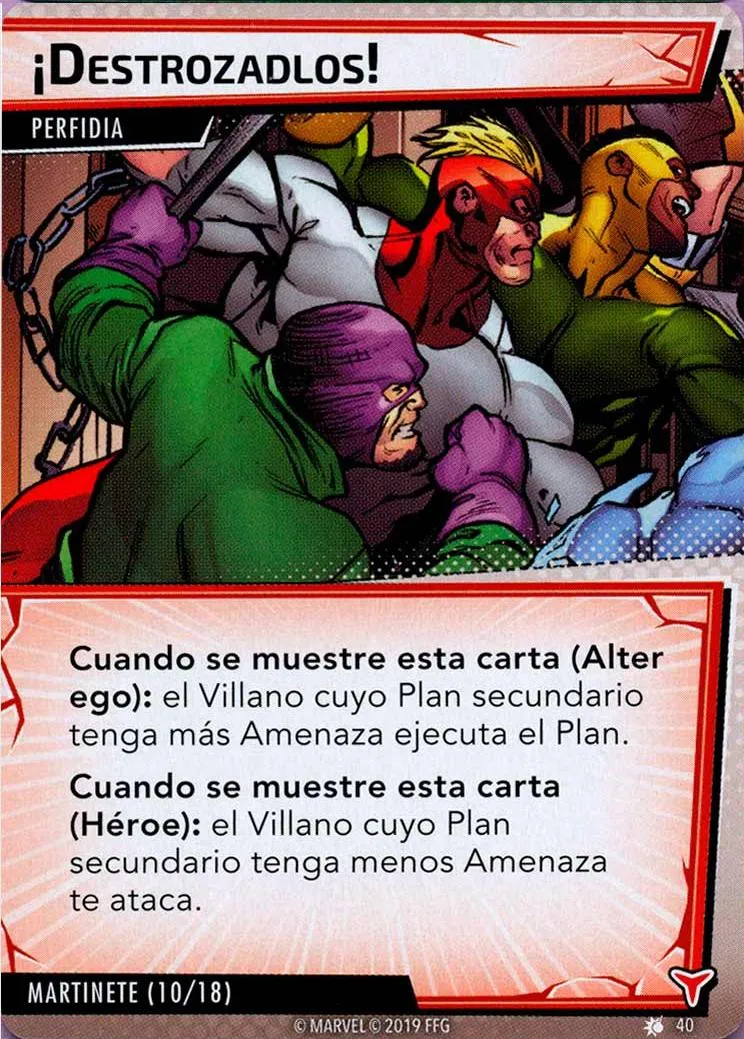 ¡DESTROZADLOS!
PERFIDIA
Cuando se muestre esta carta (Alter
ego): el Villano cuyo Plan secundario
tenga más Amenaza ejecuta el Plan.
Cuando se muestre esta carta
(Héroe): el Villano cuyo Plan
secundario tenga menos Amenaza
te ataca.
MARTINETE (10/18)
© MARVEL © 2019 FFG
40